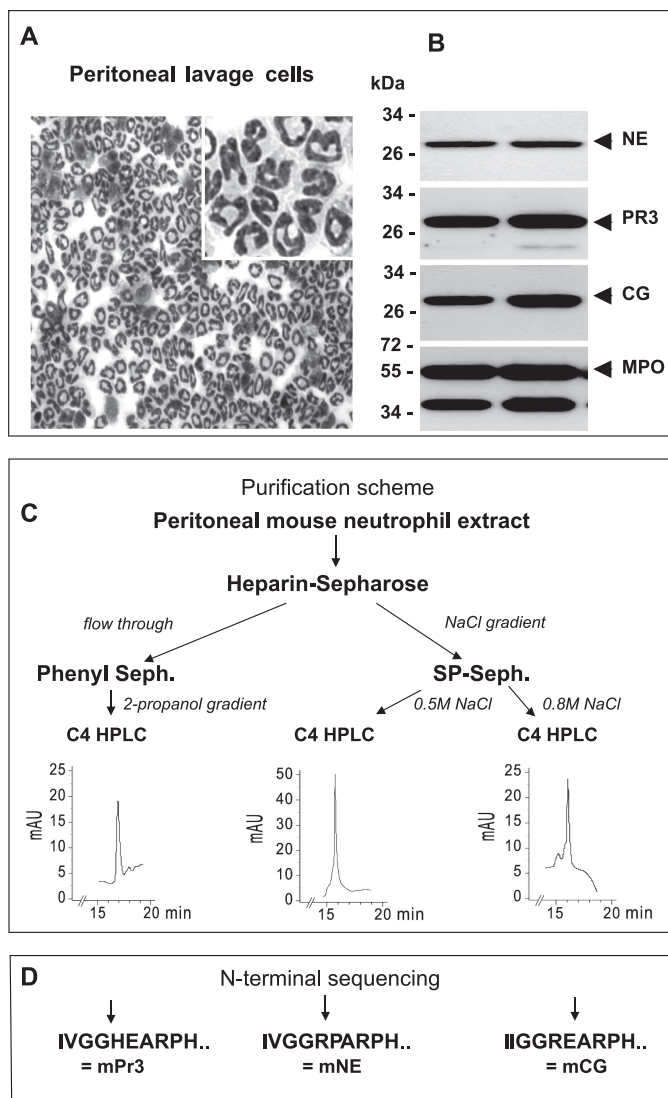 A
Peritoneal lavage cells
B
kDa
34 -
26 -
NE
34 -
26 -
PR3
34 -
26 -
CG
72 -
55 -
34 -
MPO
Purification scheme
C
Peritoneal mouse neutrophil extract
Heparin-Sepharose
flow through
NaCl gradient
Phenyl Seph.
SP-Seph.
2-propanol gradient
0.5M NaCl
0.8M NaCl
C4 HPLC
C4 HPLC
C4 HPLC
mAU
25
20
15
10
5
0
15
20 min
mAU
50
40
30
20
10
0
15
20 min
mAU
25
20
15
10
5
0
15
20 min
D
N-terminal sequencing
IVGGHEARPH..
= mPr3
IVGGRPARPH..
= mNE
IIGGREARPH..
= mCG